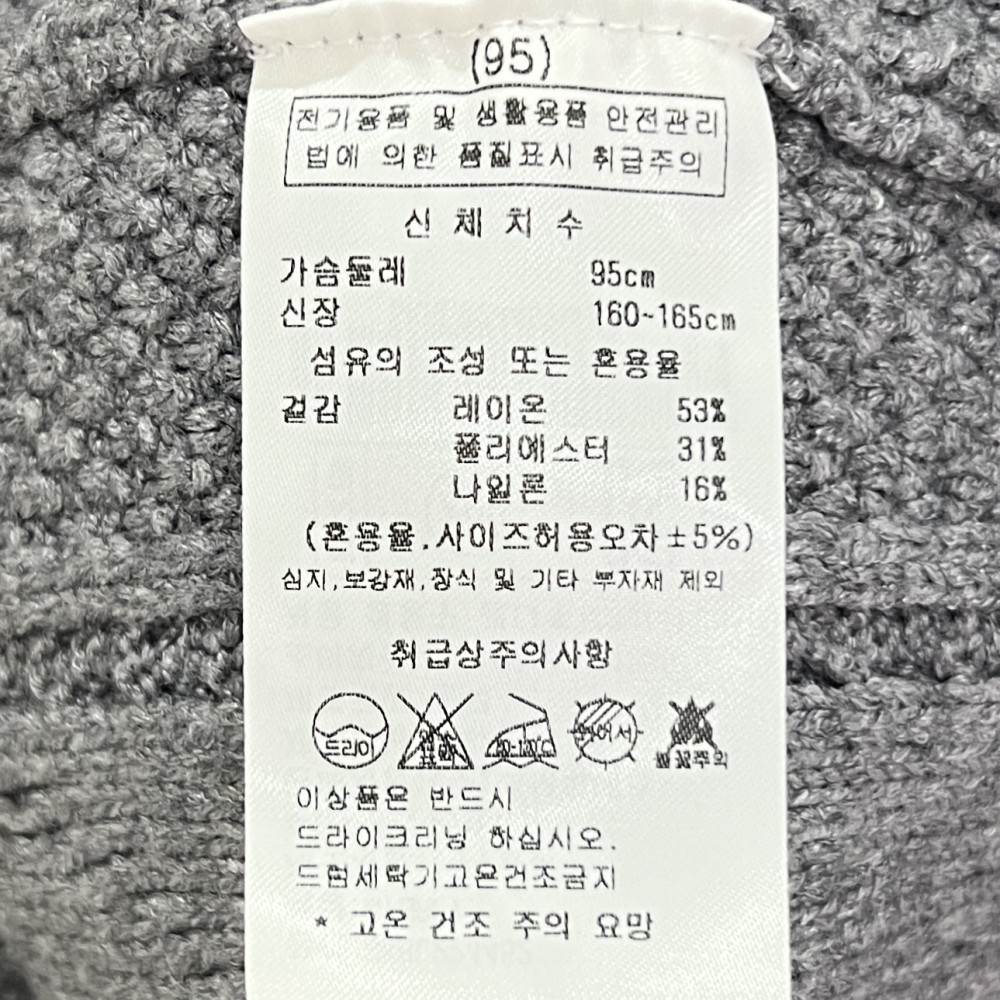 (95)
전기용품 및 생활용품 안전관리
법에 의한 품질표시 취급주의
신체치수
가슴둘레 95cm
신장 160~165cm
섬유의 조성 또는 혼용율
겉감 레이온 53%
폴리에스터 31%
나일론 16%
(혼용율.사이즈허용오차±5%)
심지,보강재,장식 및 기타 부자재 제외
취급상주의사항
드라이
뉘어서
불꽃주의
이상품은 반드시
드라이크리닝 하십시오.
드럼세탁기고온건조금지
* 고온 건조 주의 요망